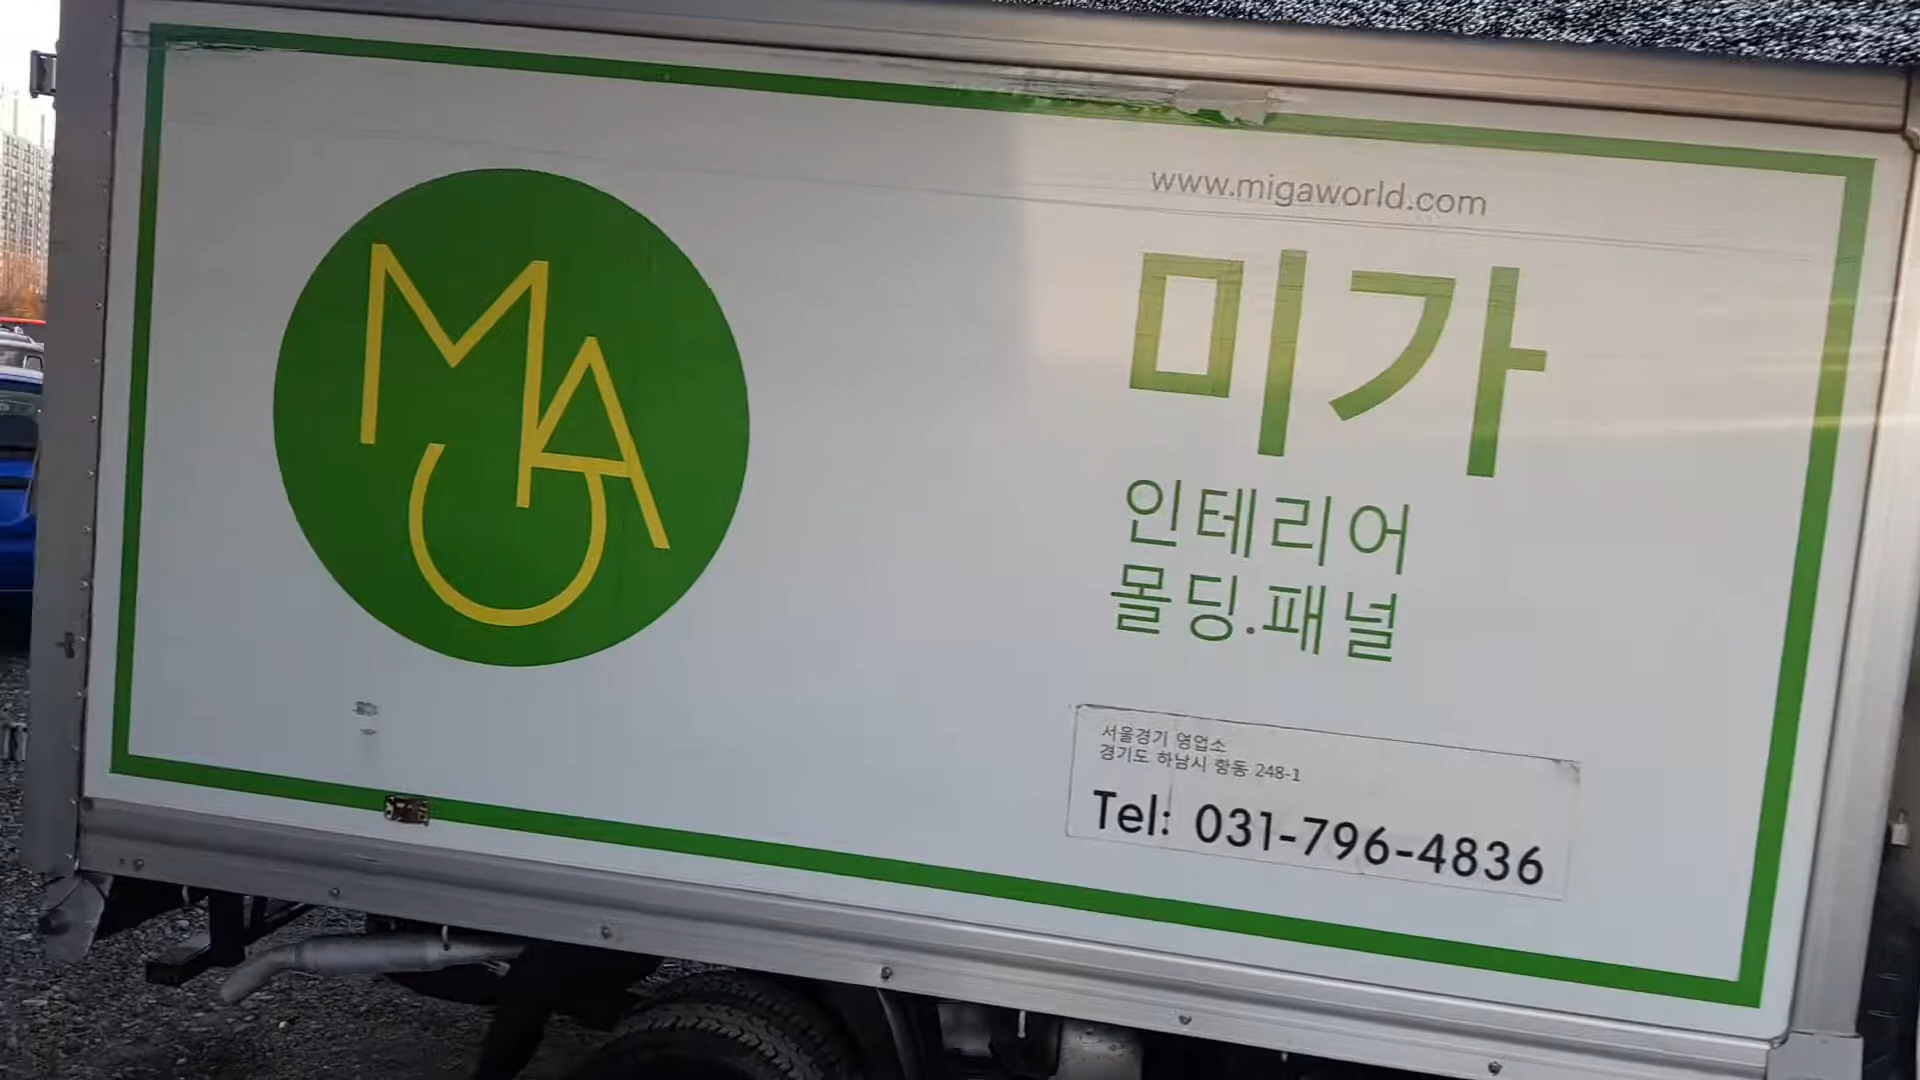 MGA
www.migaworld.com
미가
인테리어
몰딩.패널
서울경기 영업소
경기도 하남시 항동 248-1
Tel: 031-796-4836